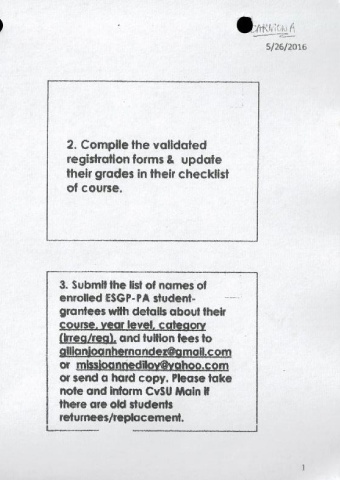 CARMONA
5/26/2016
2. Compile the validated
registration forms & update
their grades in their checklist
of course.
3. Submit the list of names of
enrolled ESGP-PA student-
grantees with details about their
course, year level, category
(irreg/reg), and tuition fees to
gillianjoanhernandez@gmail.com
or missjoannediloy@yahoo.com
or send a hard copy. Please take
note and inform CvSU Main if
there are old students
returnees/replacement.
1